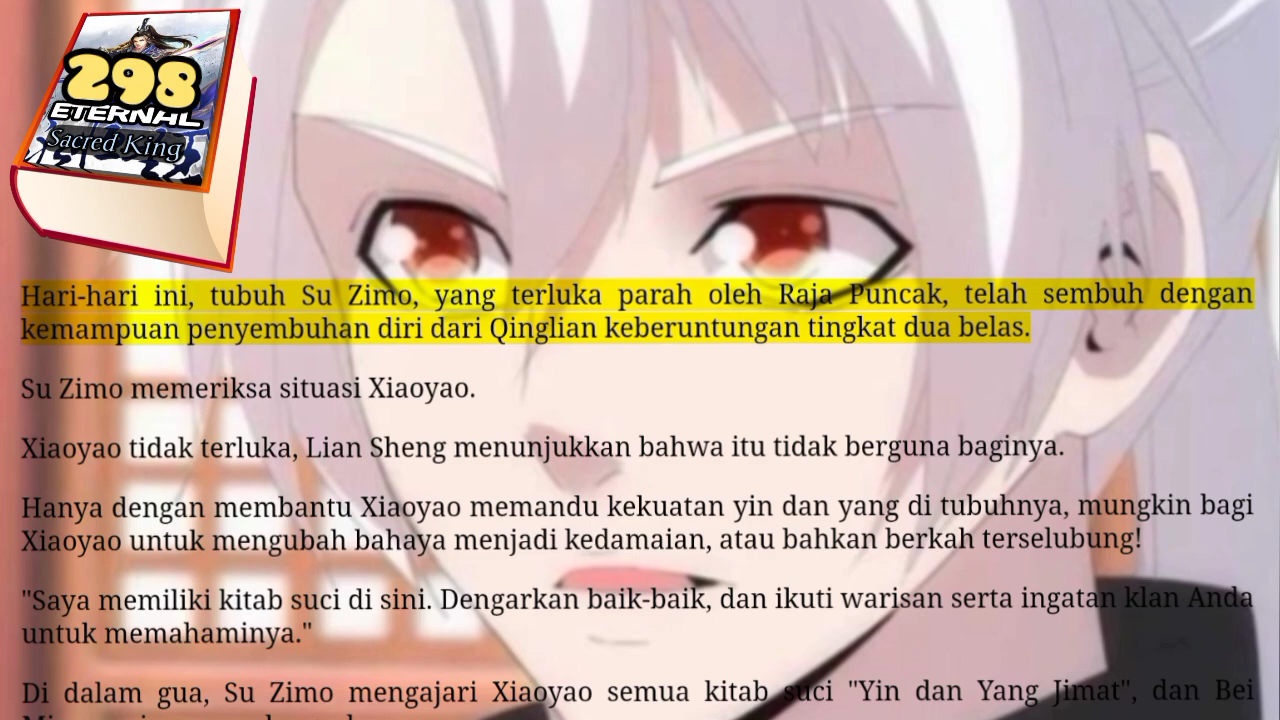 298
ETERNAL
Sacred King
Hari-hari ini, tubuh Su Zimo, yang terluka parah oleh Raja Puncak, telah sembuh dengan
kemampuan penyembuhan diri dari Qinglian keberuntungan tingkat dua belas.
Su Zimo memeriksa situasi Xiaoyao.
Xiaoyao tidak terluka, Lian Sheng menunjukkan bahwa itu tidak berguna baginya.
Hanya dengan membantu Xiaoyao memandu kekuatan yin dan yang di tubuhnya, mungkin bagi
Xiaoyao untuk mengubah bahaya menjadi kedamaian, atau bahkan berkah terselubung!
"Saya memiliki kitab suci di sini. Dengarkan baik-baik, dan ikuti warisan serta ingatan klan Anda
untuk memahaminya."
Di dalam gua, Su Zimo mengajari Xiaoyao semua kitab suci "Yin dan Yang Jimat", dan Bei